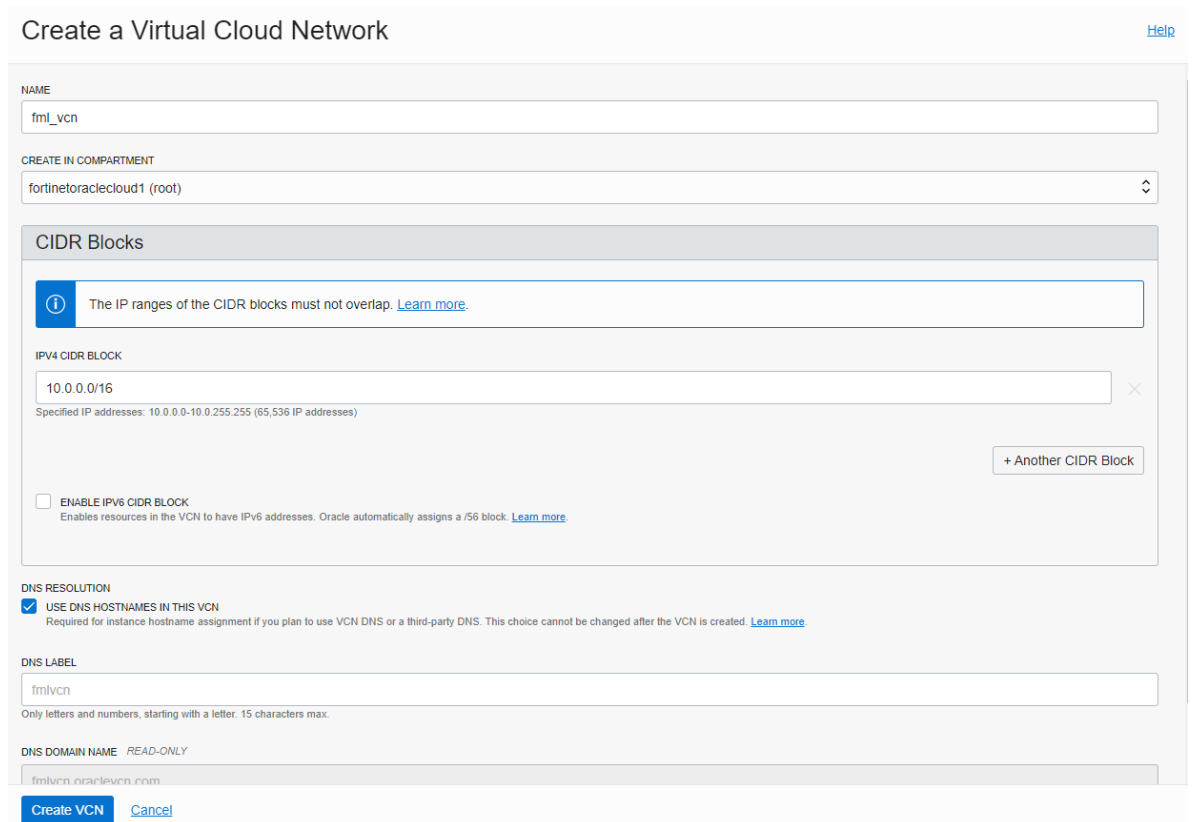 Create a Virtual Cloud Network
Help
NAME
fml_vcn
CREATE IN COMPARTMENT
fortinetoraclecloud1 (root)
CIDR Blocks
The IP ranges of the CIDR blocks must not overlap. Learn more.
IPV4 CIDR BLOCK
10.0.0.0/16
Specified IP addresses: 10.0.0.0-10.0.255.255 (65,536 IP addresses)
+ Another CIDR Block
ENABLE IPV6 CIDR BLOCK
Enables resources in the VCN to have IPv6 addresses. Oracle automatically assigns a /56 block. Learn more.
DNS RESOLUTION
USE DNS HOSTNAMES IN THIS VCN
Required for instance hostname assignment if you plan to use VCN DNS or a third-party DNS. This choice cannot be changed after the VCN is created. Learn more.
DNS LABEL
fmlvcn
Only letters and numbers, starting with a letter. 15 characters max.
DNS DOMAIN NAME READ-ONLY
fmlvcn.oraclevcn.com
Create VCN Cancel